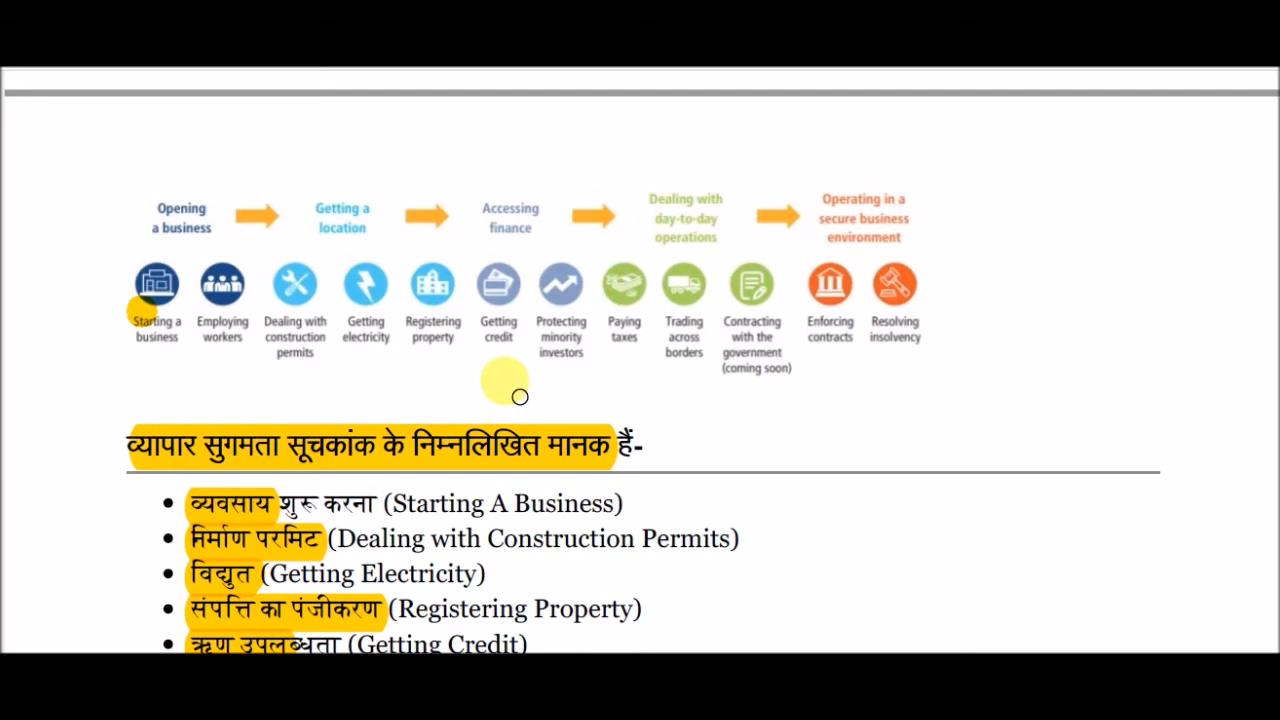 Opening
a business
Getting a
location
Accessing
finance
Dealing with
day-to-day
operations
Operating in a
secure business
environment
Starting a
business
Employing
workers
Dealing with
construction
permits
Getting
electricity
Registering
property
Getting
credit
Protecting
minority
investors
Paying
taxes
Trading
across
borders
Contracting
with the
government
(coming soon)
Enforcing
contracts
Resolving
insolvency
व्यापार सुगमता सूचकांक के निम्नलिखित मानक हैं-
• व्यवसाय शुरू करना (Starting A Business)
• निर्माण परमिट (Dealing with Construction Permits)
• विद्युत (Getting Electricity)
• संपत्ति का पंजीकरण (Registering Property)
• ऋण उपलब्धता (Getting Credit)